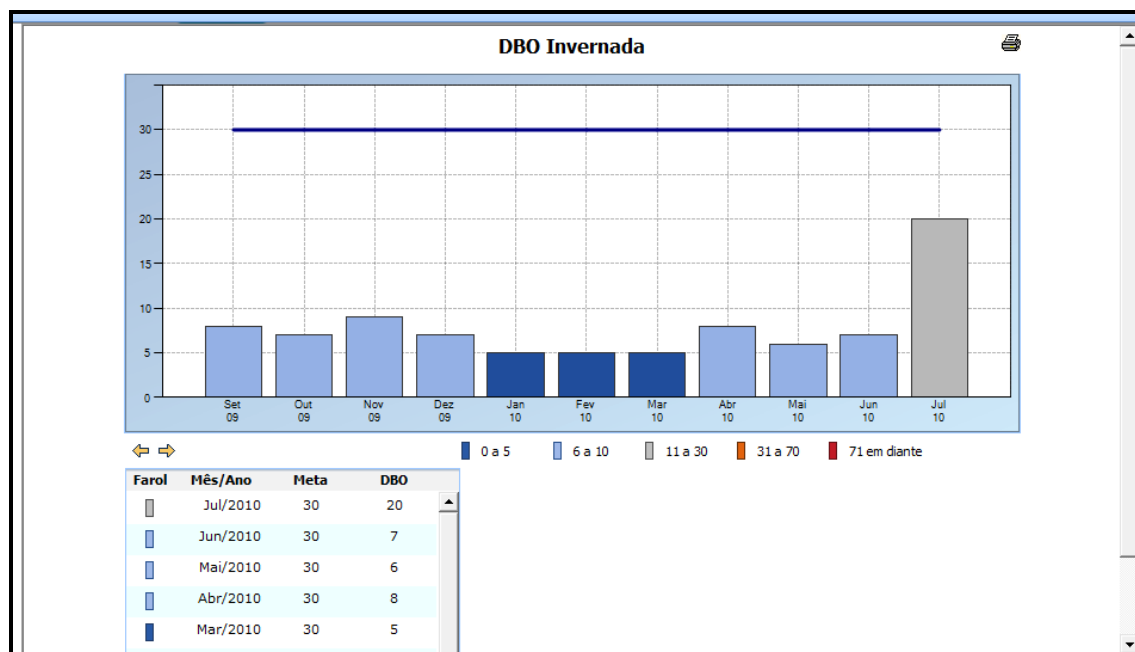 DBO Invernada
30
25
20
15
10
5
0
Set Out Nov Dez Jan Fev Mar Abr Mai Jun Jul
09 09 09 09 10 10 10 10 10 10 10
0 a 5 6 a 10 11 a 30 31 a 70 71 em diante
Farol Mês/Ano Meta DBO
Jul/2010 30 20
Jun/2010 30 7
Mai/2010 30 6
Abr/2010 30 8
Mar/2010 30 5